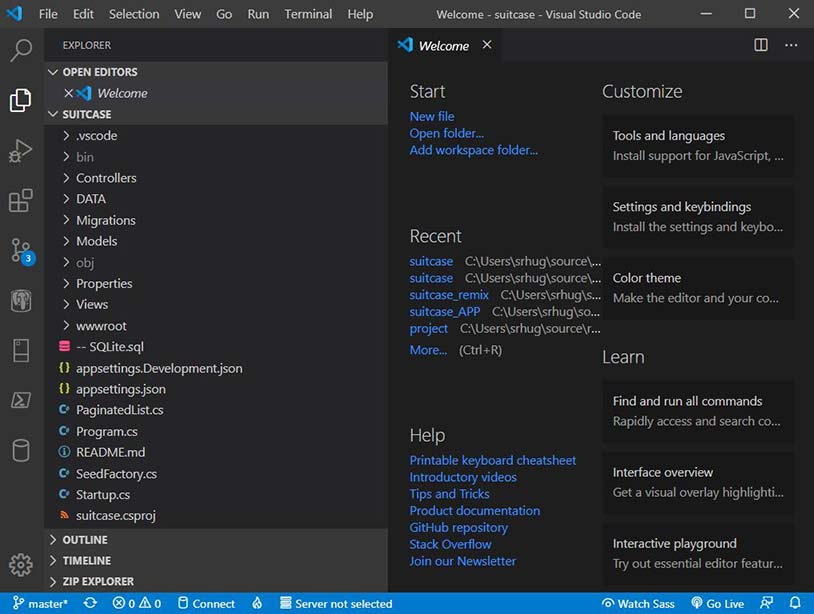 File Edit Selection View Go Run Terminal Help Welcome - suitcase - Visual Studio Code
EXPLORER
OPEN EDITORS
Welcome
SUITCASE
.vscode
bin
Controllers
DATA
Migrations
Models
obj
Properties
Views
wwwroot
-- SQLite.sql
appsettings.Development.json
appsettings.json
PaginatedList.cs
Program.cs
README.md
SeedFactory.cs
Startup.cs
suitcase.csproj
OUTLINE
TIMELINE
ZIP EXPLORER
3
Welcome
Start
New file
Open folder...
Add workspace folder...
Recent
suitcase C:\Users\srhug\source\...
suitcase C:\Users\srhug\source\...
suitcase_remix C:\Users\srhug\s...
suitcase_APP C:\Users\srhug\so...
project C:\Users\srhug\source\r...
More... (Ctrl+R)
Help
Printable keyboard cheatsheet
Introductory videos
Tips and Tricks
Product documentation
GitHub repository
Stack Overflow
Join our Newsletter
Customize
Tools and languages
Install support for JavaScript, ...
Settings and keybindings
Install the settings and keybo...
Color theme
Make the editor and your co...
Learn
Find and run all commands
Rapidly access and search co...
Interface overview
Get a visual overlay highlighti...
Interactive playground
Try out essential editor featur...
master* 0 0 Connect Server not selected Watch Sass Go Live